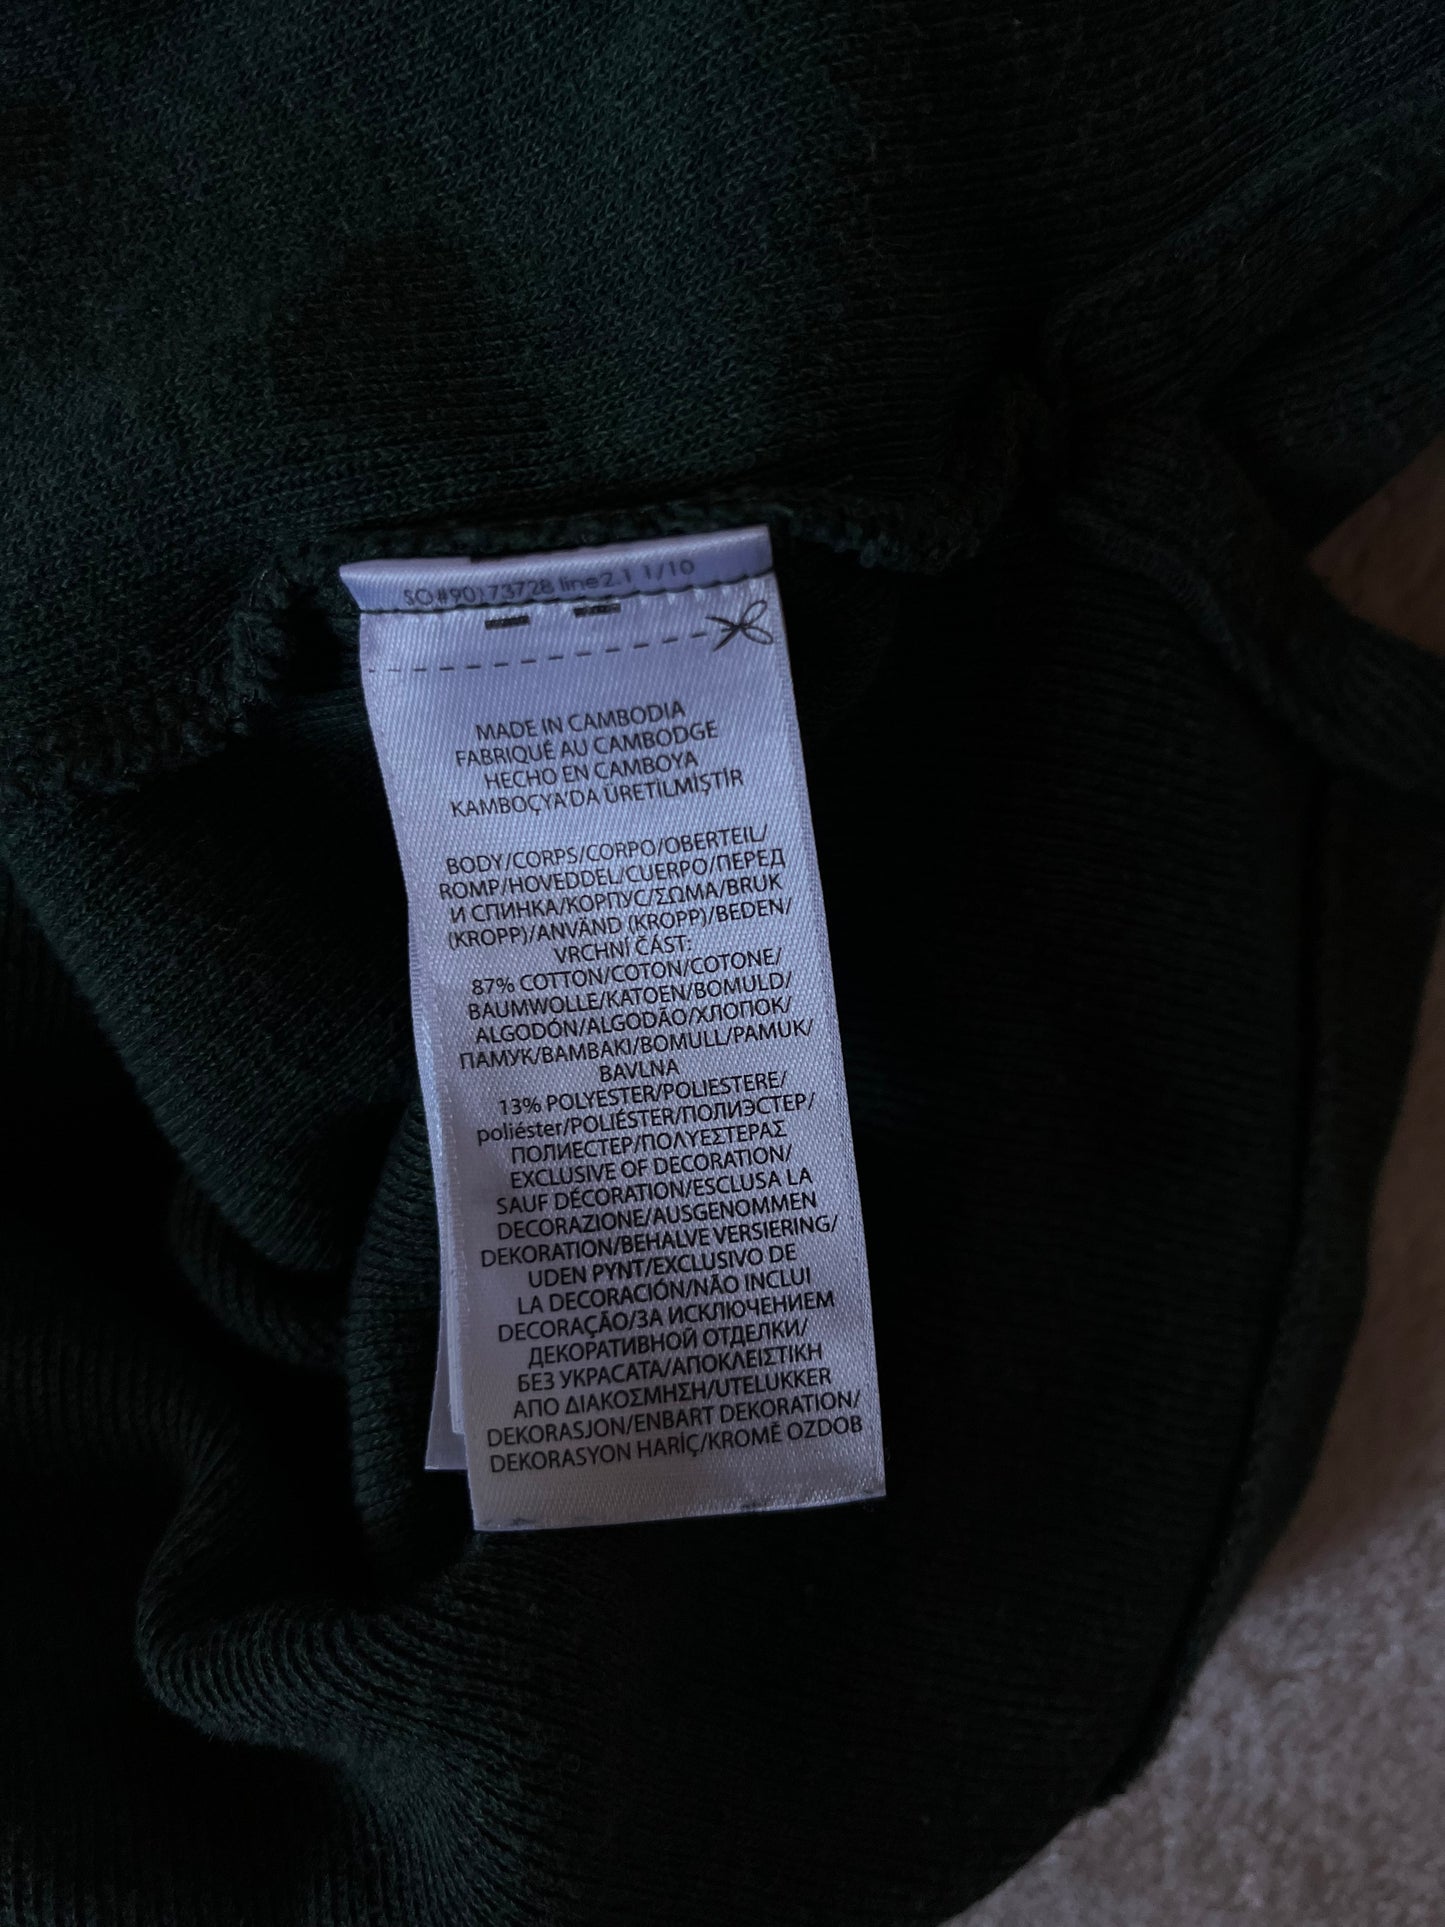 SO#90173728 line2.1 1/10
MADE IN CAMBODIA
FABRIQUÉ AU CAMBODGE
HECHO EN CAMBOYA
KAMBOÇYA'DA ÜRETİLMİŞTİR
BODY/CORPS/CORPO/OBERTEIL/
ROMP/HOVEDDEL/CUERPO/ПЕРЕД
И СПИНКА/КОРПУС/ΣΩΜΑ/BRUK
(KROPP)/ANVÄND (KROPP)/BEDEN/
VRCHNÍ ČÁST:
87% COTTON/COTON/COTONE/
BAUMWOLLE/KATOEN/BOMULD/
ALGODÓN/ALGODÃO/ХЛОПОК/
ПАМУК/BAMBAKI/BOMULL/PAMUK/
BAVLNA
13% POLYESTER/POLIESTERE/
poliéster/POLIÉSTER/ПОЛИЭСТЕР/
ПОЛИЕСТЕР/ΠΟΛΥΕΣΤΕΡΑΣ
EXCLUSIVE OF DECORATION/
SAUF DÉCORATION/ESCLUSA LA
DECORAZIONE/AUSGENOMMEN
DEKORATION/BEHALVE VERSIERING/
UDEN PYNT/EXCLUSIVO DE
LA DECORACIÓN/NÃO INCLUI
DECORAÇÃO/ЗА ИСКЛЮЧЕНИЕМ
ДЕКОРАТИВНОЙ ОТДЕЛКИ/
БЕЗ УКРАСАТА/ΑΠΟΚΛΕΙΣΤΙΚΗ
ΑΠΟ ΔΙΑΚΟΣΜΗΣΗ/UTELUKKER
DEKORASJON/ENBART DEKORATION/
DEKORASYON HARİÇ/KROMĚ OZDOB